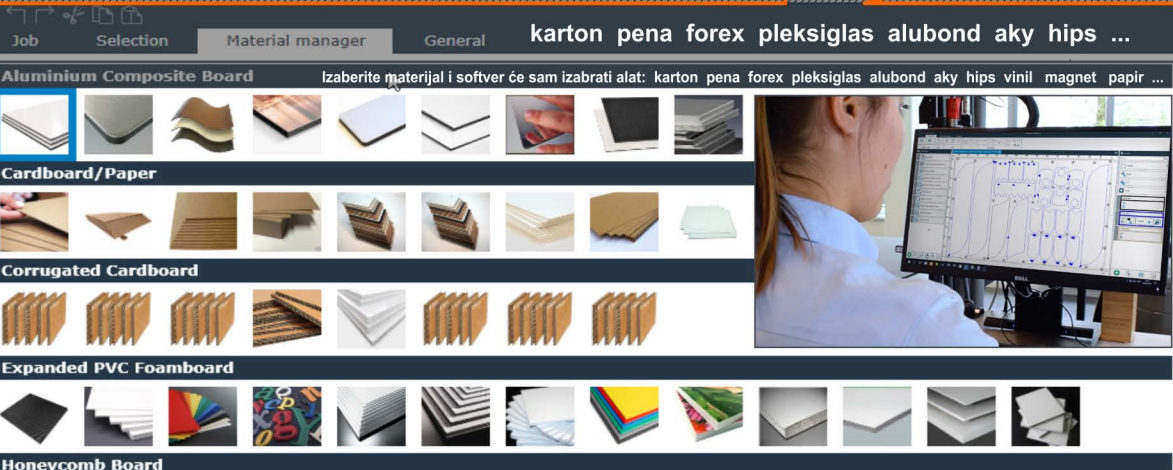 karton pena forex pleksiglas alubond aky hips ...
Job Selection Material manager General
Aluminium Composite Board
Izaberite materijal i softver će sam izabrati alat: karton pena forex pleksiglas alubond aky hips vinil magnet papir ...
Cardboard/Paper
Corrugated Cardboard
DELL
Expanded PVC Foamboard
Honeycomb Board